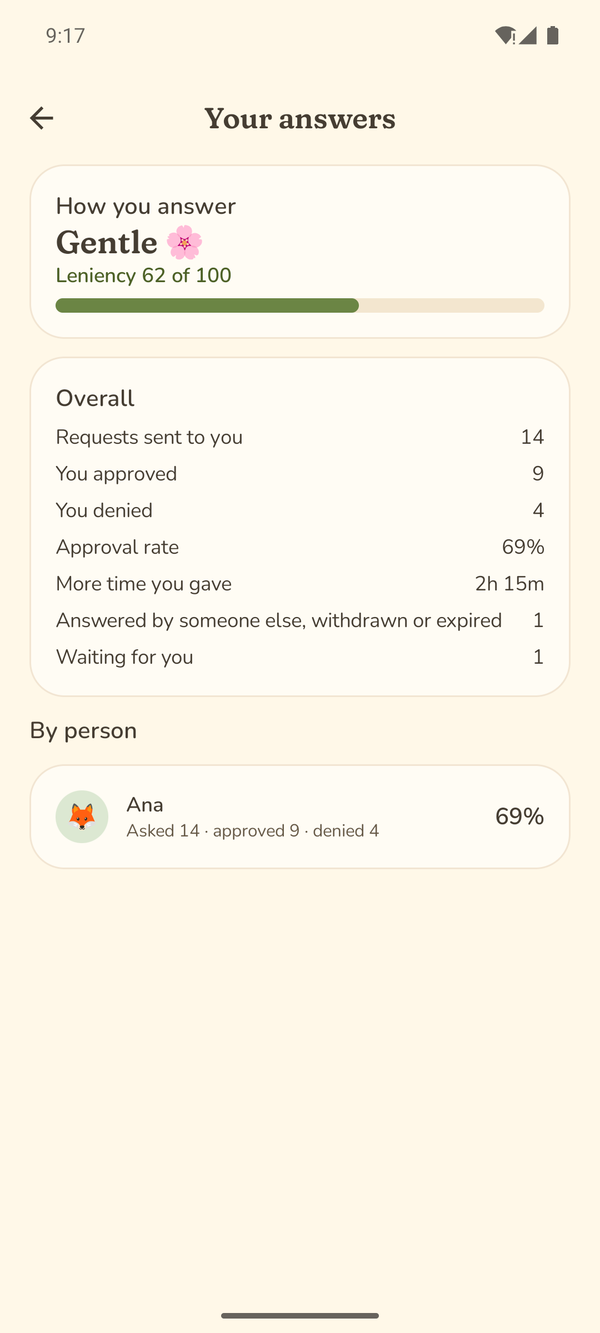 9:17
Your answers
How you answer
Gentle 🌸
Leniency 62 of 100
Overall
Requests sent to you 14
You approved 9
You denied 4
Approval rate 69%
More time you gave 2h 15m
Answered by someone else, withdrawn or expired 1
Waiting for you 1
By person
Ana
Asked 14 · approved 9 · denied 4
69%